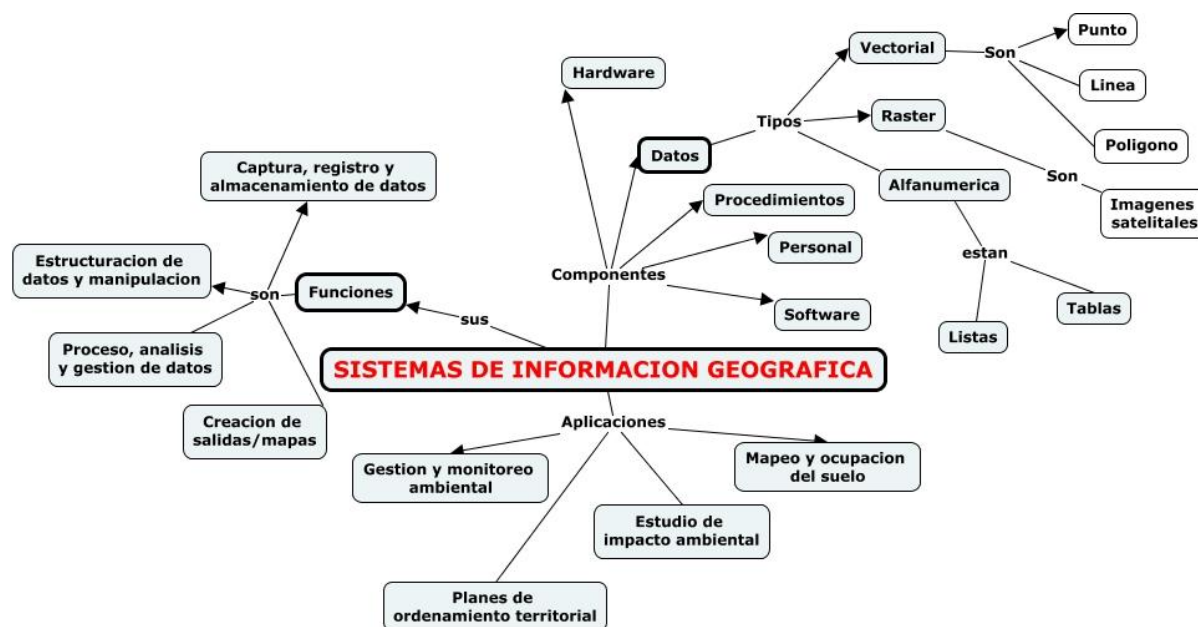 Punto
Vectorial
Son
Hardware
Linea
Tipos
Raster
Datos
Poligono
Captura, registro y
almacenamiento de datos
Alfanumerica
Son
Procedimientos
Imagenes
satelitales
Personal
estan
Estructuracion de
datos y manipulacion
Componentes
son
Funciones
Software
Tablas
sus
Listas
Proceso, analisis
y gestion de datos
SISTEMAS DE INFORMACION GEOGRAFICA
Creacion de
salidas/mapas
Aplicaciones
Gestion y monitoreo
ambiental
Mapeo y ocupacion
del suelo
Estudio de
impacto ambiental
Planes de
ordenamiento territorial